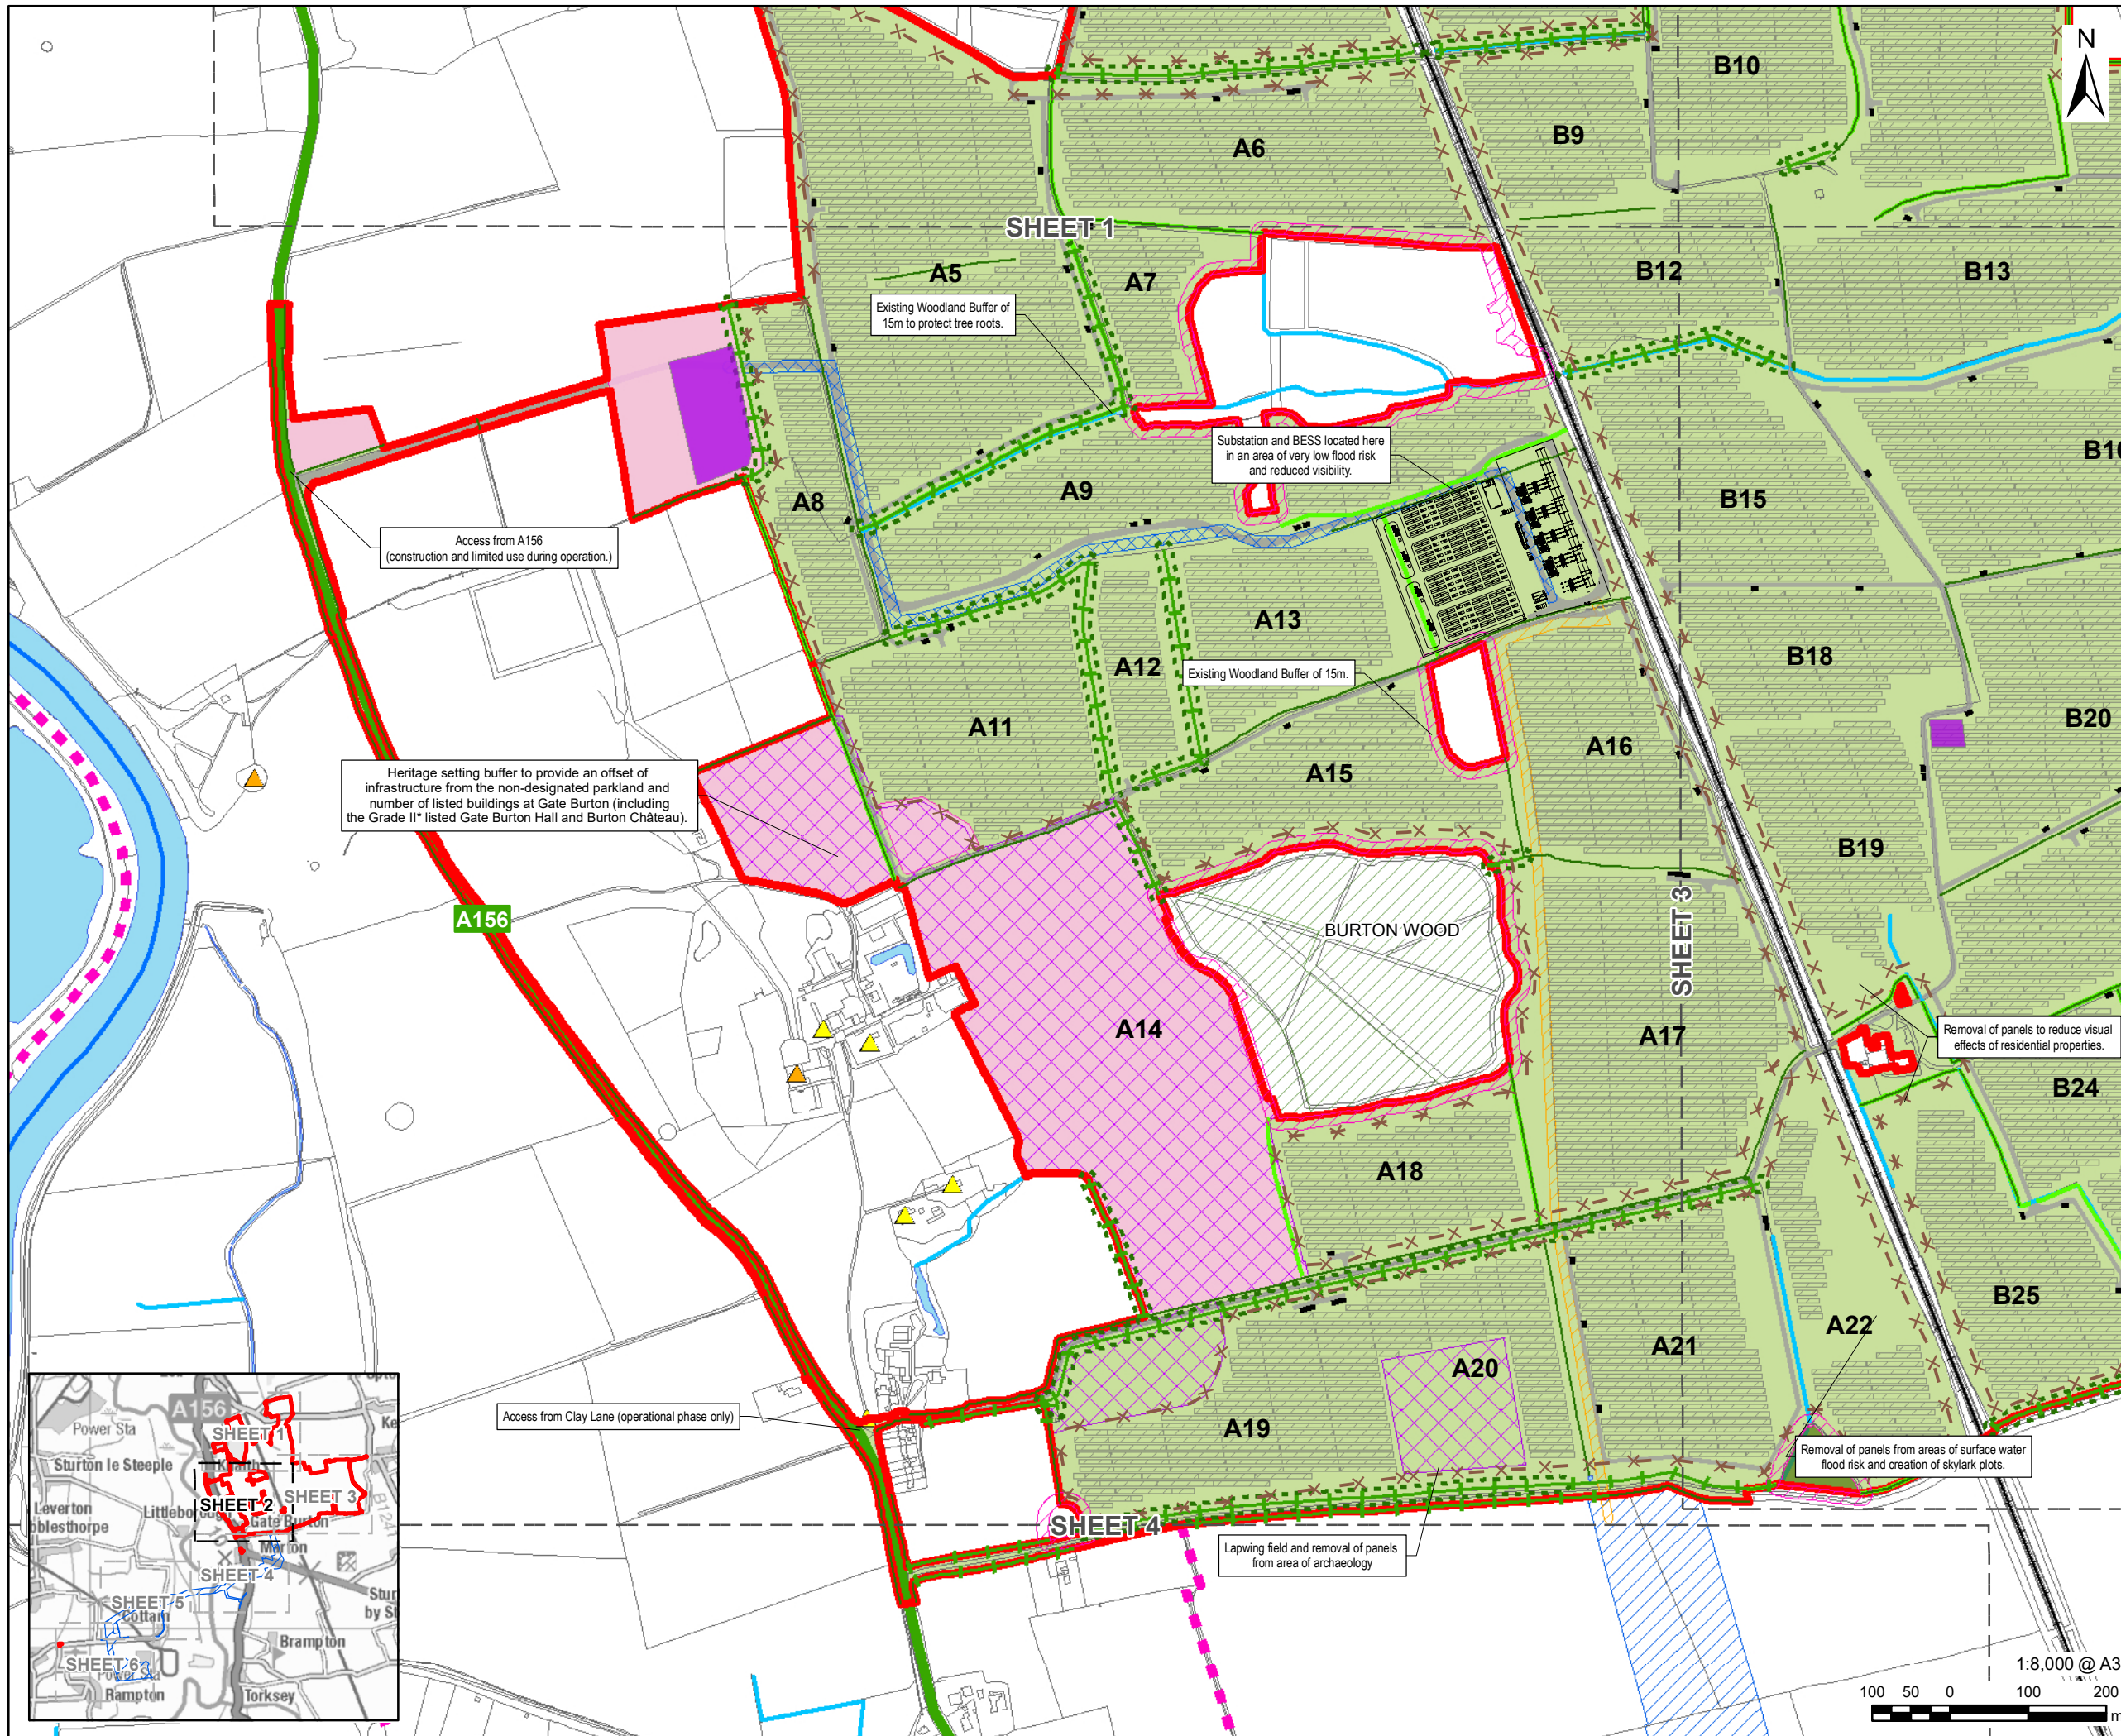 N
B10
A6
B9
SHEET 1
A5
A7
B12
B13
Existing Woodland Buffer of
15m to protect tree roots.
Substation and BESS located here
in an area of very low flood risk
and reduced visibility.
A8
A9
B15
Access from A156
(construction and limited use during operation.)
A13
A12
B18
Existing Woodland Buffer of 15m.
A11
A16
B20
A15
Heritage setting buffer to provide an offset of
infrastructure from the non-designated parkland and
number of listed buildings at Gate Burton (including
the Grade II* listed Gate Burton Hall and Burton Château).
B19
A156
BURTON WOOD
SHEET 3
A14
A17
Removal of panels to reduce visual
effects of residential properties.
B24
A18
B25
A22
A21
A20
A19
Access from Clay Lane (operational phase only)
Removal of panels from areas of surface water
flood risk and creation of skylark plots.
SHEET 4
Lapwing field and removal of panels
from area of archaeology
A156
Power Sta
SHEET 1
Sturton le Steeple
SHEET 2
SHEET 3
Leverton
Gate Burton
Marton
SHEET 4
SHEET 5
Cottam
Brampton
SHEET 6
Power Sta
Rampton
Torksey
1:8,000 @ A3
100 50 0 100 200
m